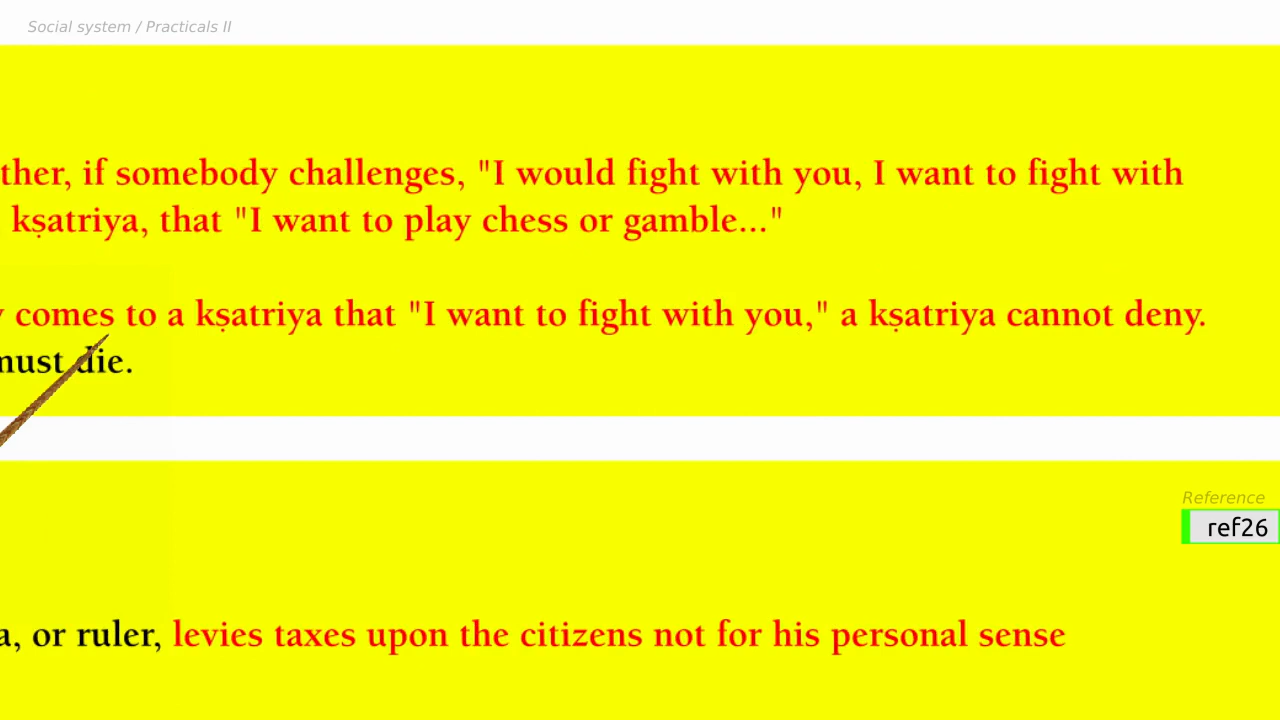 Social system / Practicals II
ther, if somebody challenges, "I would fight with you, I want to fight with
kṣatriya, that "I want to play chess or gamble..."
comes to a kṣatriya that "I want to fight with you," a kṣatriya cannot deny.
must die.
Reference
ref26
a, or ruler, levies taxes upon the citizens not for his personal sense